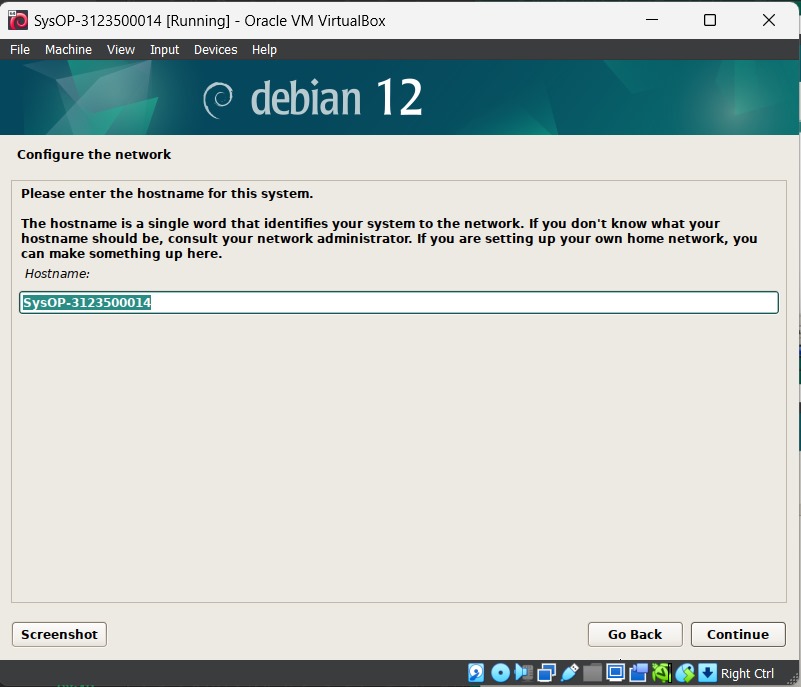 SysOP-3123500014 [Running] - Oracle VM VirtualBox
File Machine View Input Devices Help
debian 12
Configure the network
Please enter the hostname for this system.
The hostname is a single word that identifies your system to the network. If you don't know what your
hostname should be, consult your network administrator. If you are setting up your own home network, you
can make something up here.
Hostname:
SysOP-3123500014
Screenshot Go Back Continue
Right Ctrl